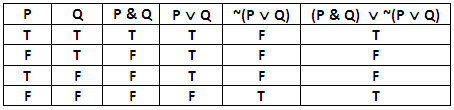 P Q P & Q P ∨ Q ~(P ∨ Q) (P & Q) ∨ ~(P ∨ Q)
T T T T F T
F T F T F F
T F F T F F
F F F F T T